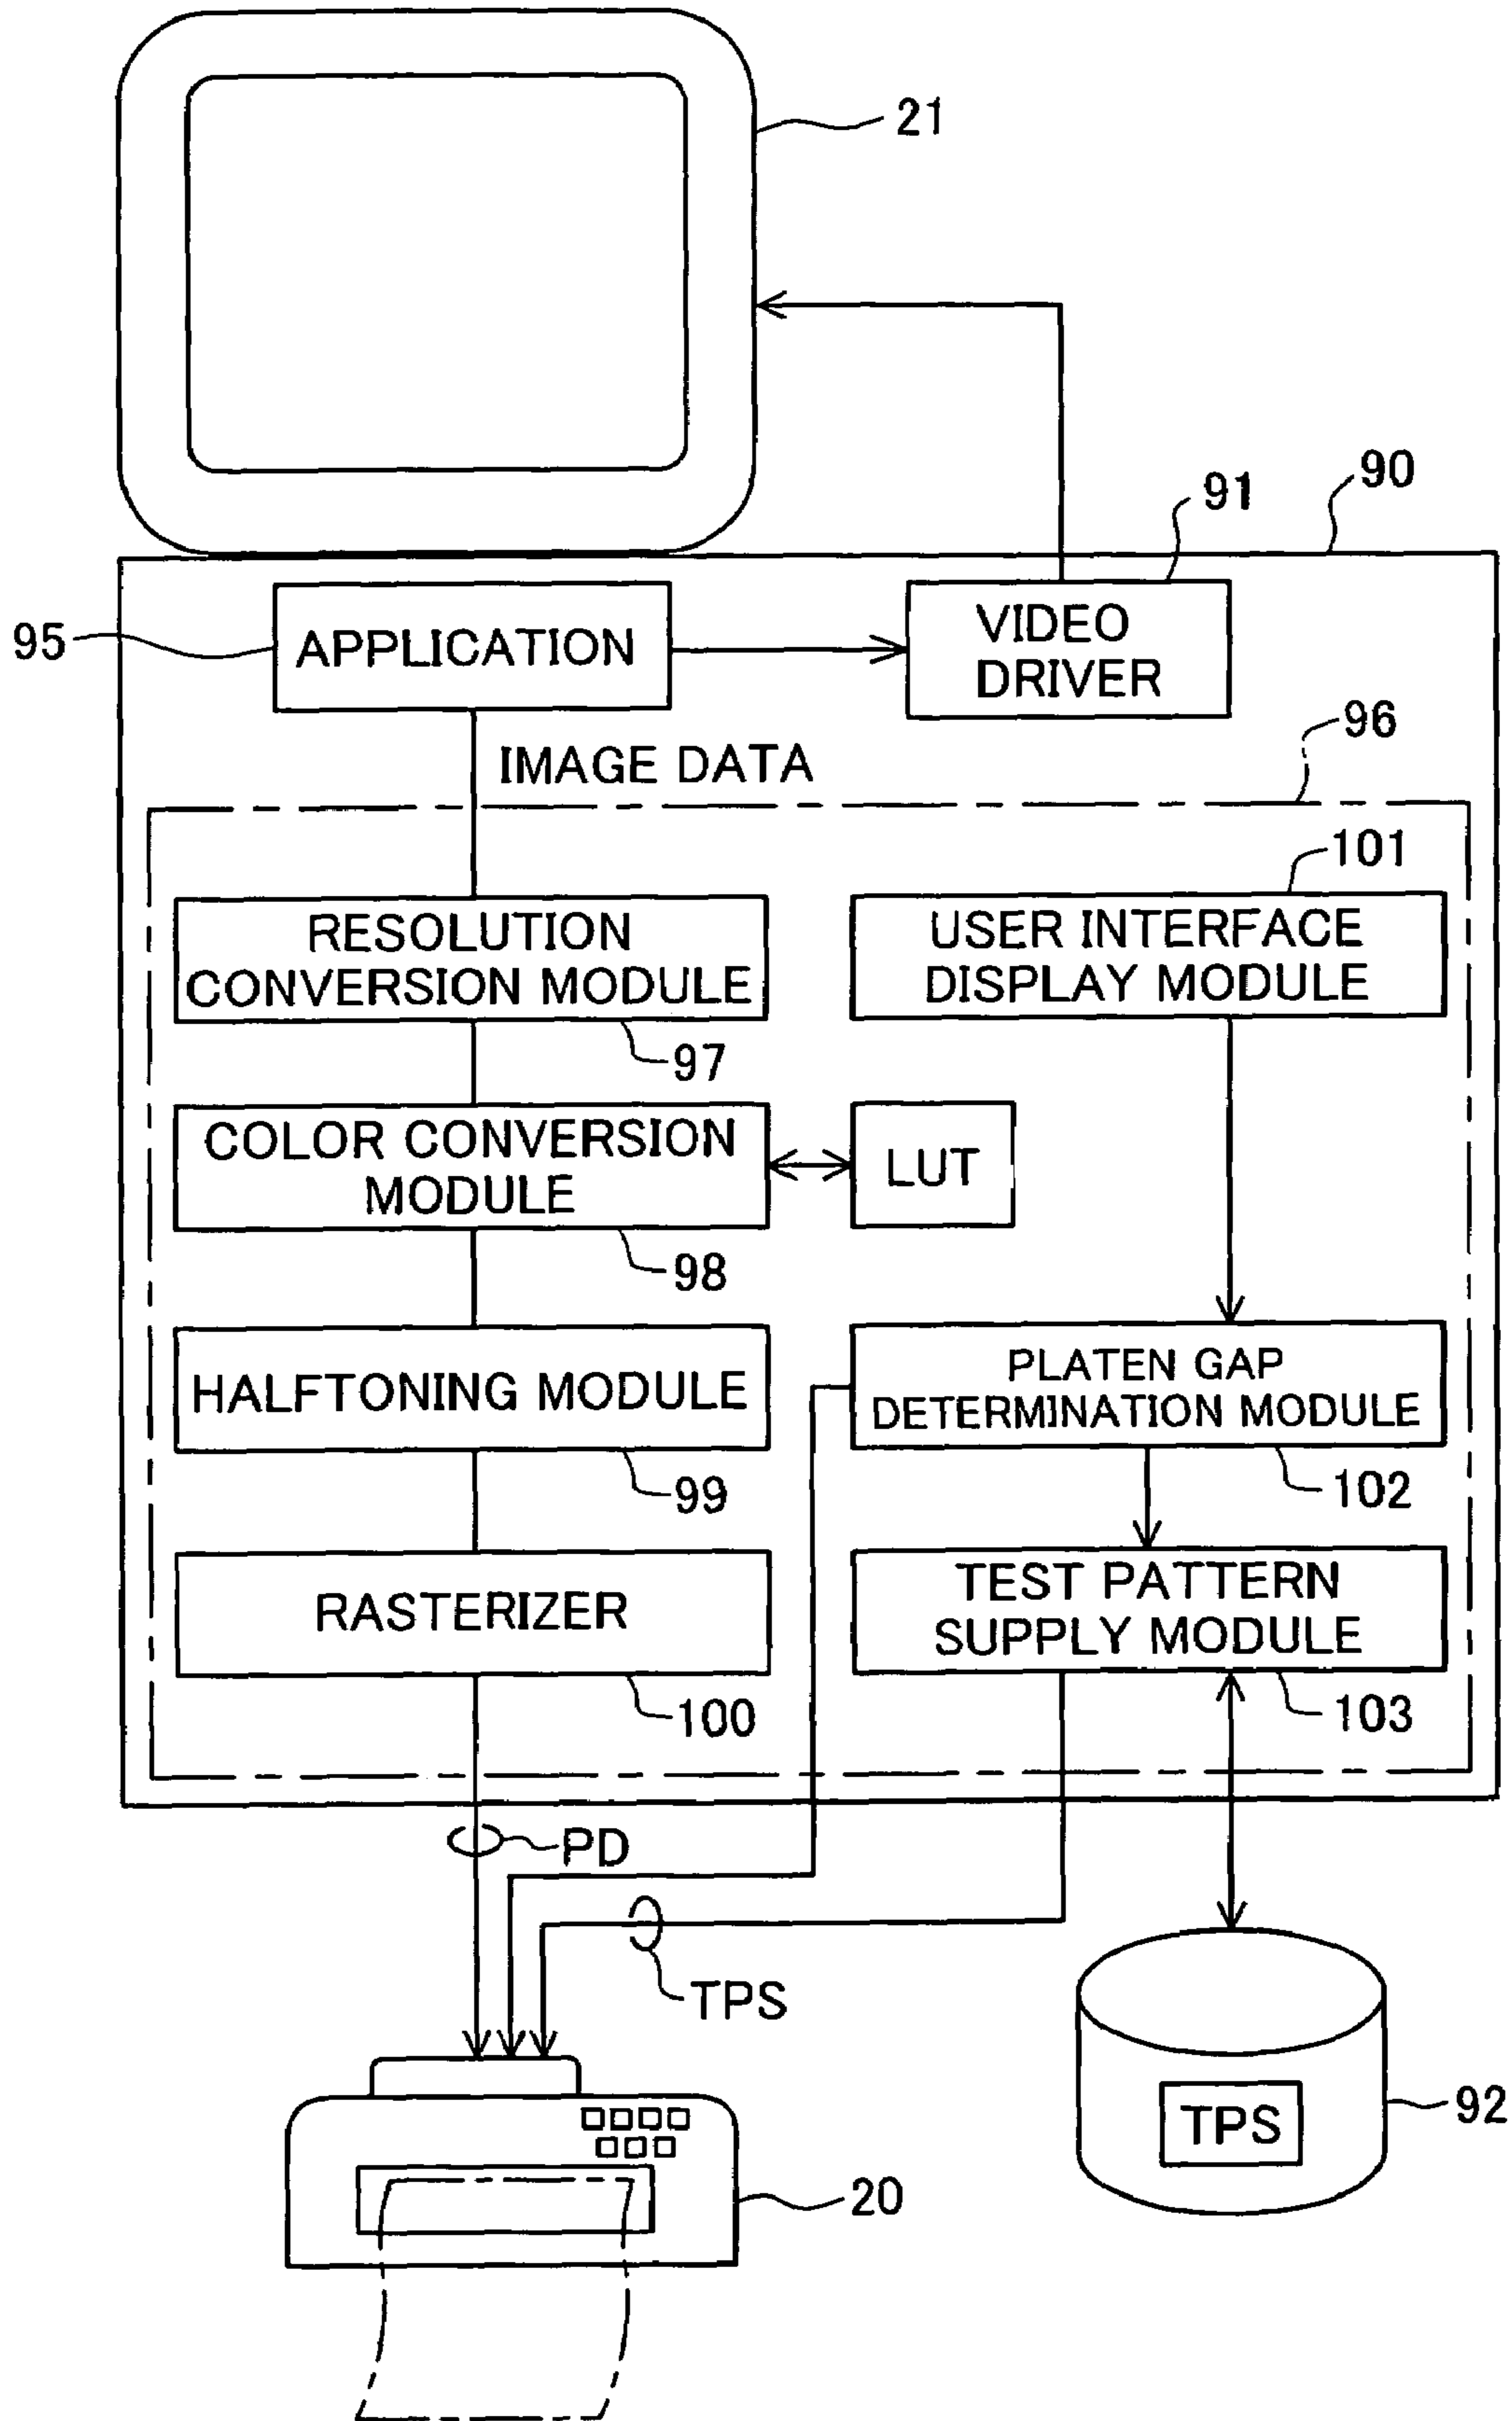 21
90
91
95
APPLICATION
VIDEO
DRIVER
96
IMAGE DATA
101
RESOLUTION
CONVERSION MODULE
USER INTERFACE
DISPLAY MODULE
97
COLOR CONVERSION
MODULE
LUT
98
HALFTONING MODULE
PLATEN GAP
DETERMINATION MODULE
99
102
RASTERIZER
TEST PATTERN
SUPPLY MODULE
100
103
PD
TPS
TPS
92
20